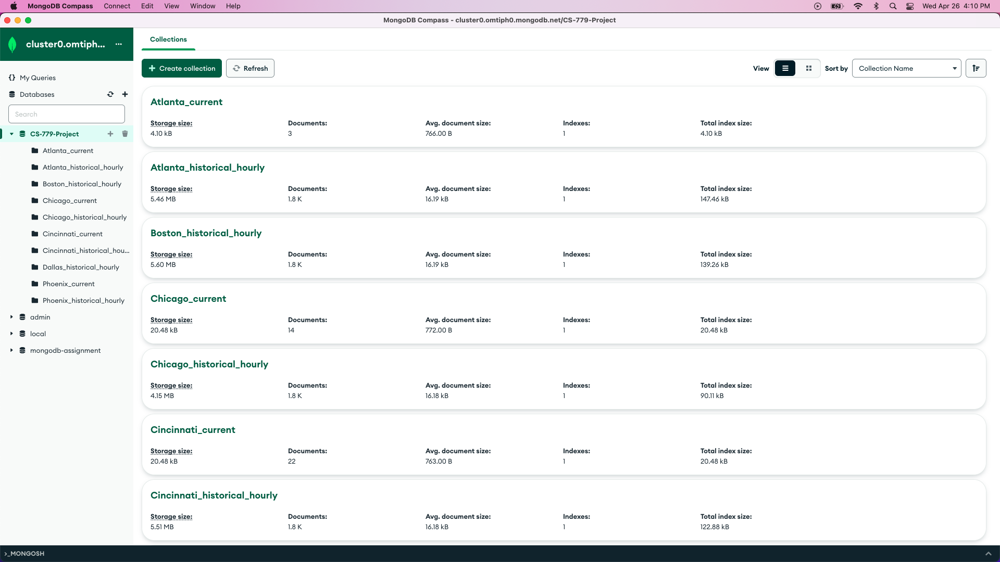 MongoDB Compass Connect Edit View Window Help Wed Apr 26 4:10 PM
MongoDB Compass - cluster0.omtiph0.mongodb.net/CS-779-Project
cluster0.omtiph... ...
{} My Queries
Databases
Search
CS-779-Project
Atlanta_current
Atlanta_historical_hourly
Boston_historical_hourly
Chicago_current
Chicago_historical_hourly
Cincinnati_current
Cincinnati_historical_hou...
Dallas_historical_hourly
Phoenix_current
Phoenix_historical_hourly
admin
local
mongodb-assignment
Collections
Create collection Refresh View Sort by Collection Name
Atlanta_current
Storage size: Documents: Avg. document size: Indexes: Total index size:
4.10 kB 3 766.00 B 1 4.10 kB
Atlanta_historical_hourly
Storage size: Documents: Avg. document size: Indexes: Total index size:
5.46 MB 1.8 K 16.19 kB 1 147.46 kB
Boston_historical_hourly
Storage size: Documents: Avg. document size: Indexes: Total index size:
5.60 MB 1.8 K 16.19 kB 1 139.26 kB
Chicago_current
Storage size: Documents: Avg. document size: Indexes: Total index size:
20.48 kB 14 772.00 B 1 20.48 kB
Chicago_historical_hourly
Storage size: Documents: Avg. document size: Indexes: Total index size:
4.15 MB 1.8 K 16.18 kB 1 90.11 kB
Cincinnati_current
Storage size: Documents: Avg. document size: Indexes: Total index size:
20.48 kB 22 763.00 B 1 20.48 kB
Cincinnati_historical_hourly
Storage size: Documents: Avg. document size: Indexes: Total index size:
5.51 MB 1.8 K 16.18 kB 1 122.88 kB
>_MONGOSH